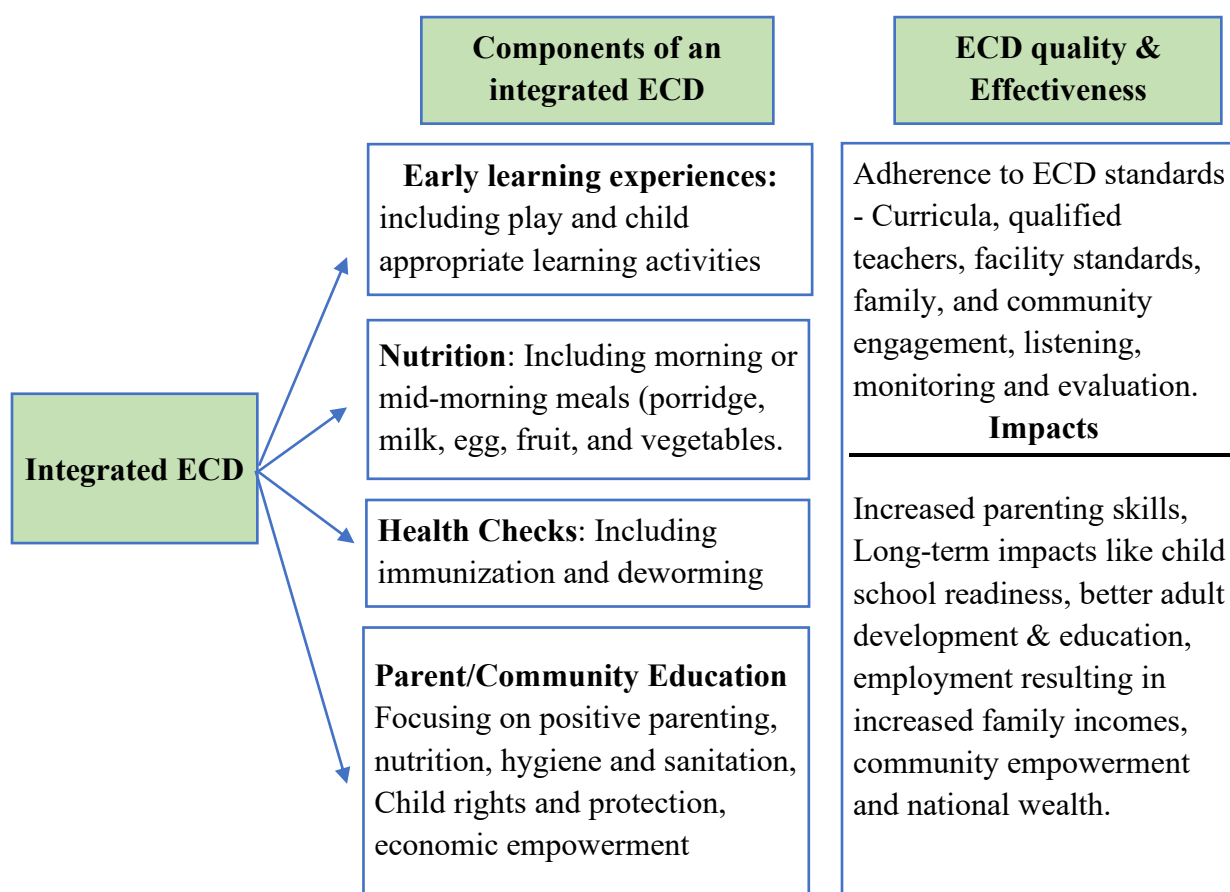 Components of an
integrated ECD
ECD quality &
Effectiveness
Integrated ECD
Early learning experiences:
including play and child
appropriate learning activities
Nutrition: Including morning or
mid-morning meals (porridge,
milk, egg, fruit, and vegetables.
Health Checks: Including
immunization and deworming
Parent/Community Education
Focusing on positive parenting,
nutrition, hygiene and sanitation,
Child rights and protection,
economic empowerment
Adherence to ECD standards
- Curricula, qualified
teachers, facility standards,
family, and community
engagement, listening,
monitoring and evaluation.
Impacts
Increased parenting skills,
Long-term impacts like child
school readiness, better adult
development & education,
employment resulting in
increased family incomes,
community empowerment
and national wealth.